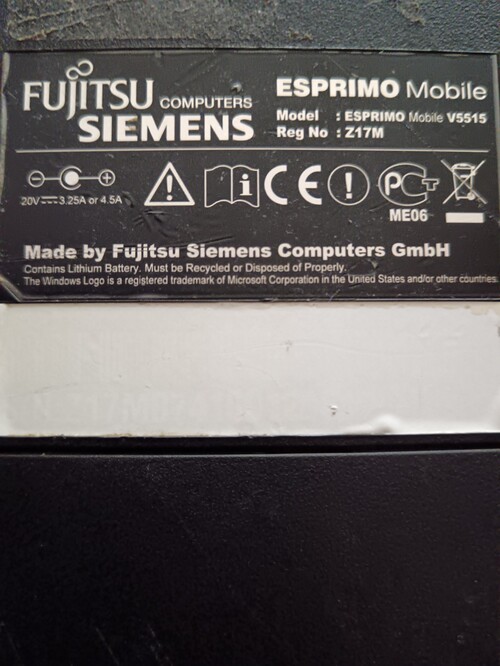 FUJITSU COMPUTERS
SIEMENS
ESPRIMO Mobile
Model : ESPRIMO Mobile V5515
Reg No : Z17M
20V 3.25A or 4.5A
CE
PCT
ME06
Made by Fujitsu Siemens Computers GmbH
Contains Lithium Battery. Must be Recycled or Disposed of Properly.
The Windows Logo is a registered trademark of Microsoft Corporation in the United States and/or other countries.